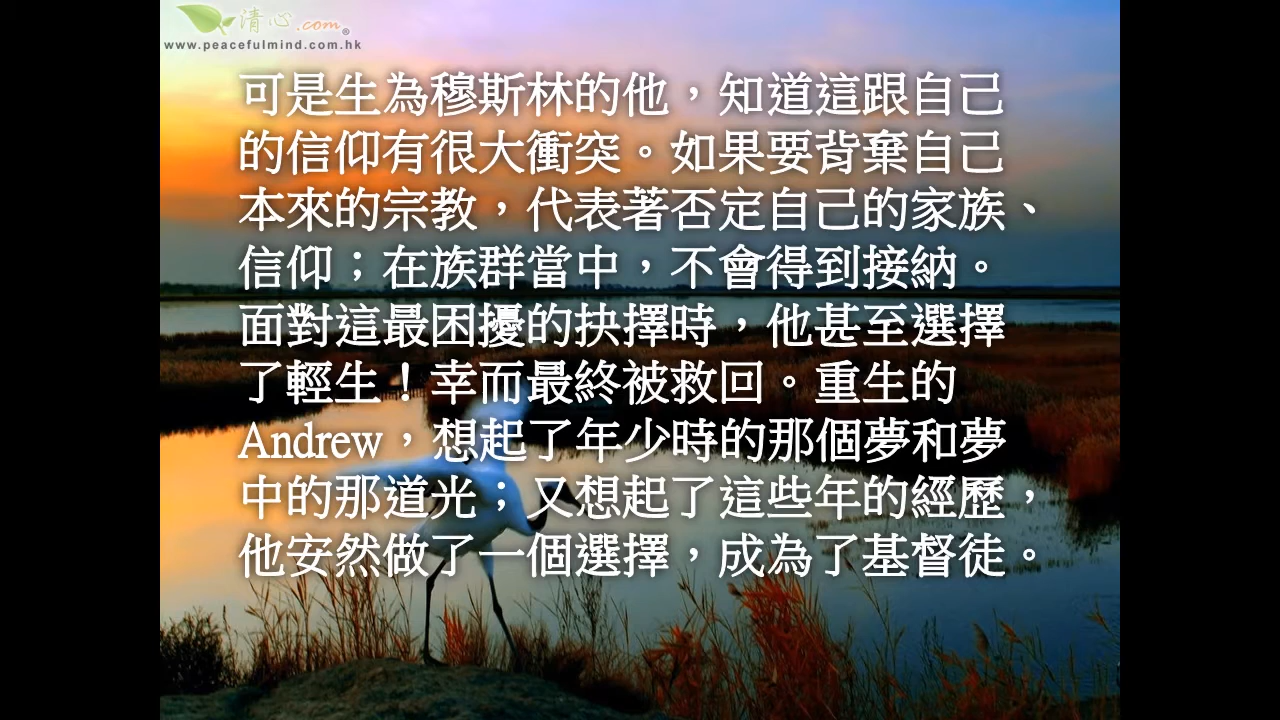 清心.com®
www.peacefulmind.com.hk
可是生為穆斯林的他，知道這跟自己
的信仰有很大衝突。如果要背棄自己
本來的宗教，代表著否定自己的家族、
信仰；在族群當中，不會得到接納。
面對這最困擾的抉擇時，他甚至選擇
了輕生！幸而最終被救回。重生的
Andrew，想起了年少時的那個夢和夢
中的那道光；又想起了這些年的經歷，
他安然做了一個選擇，成為了基督徒。